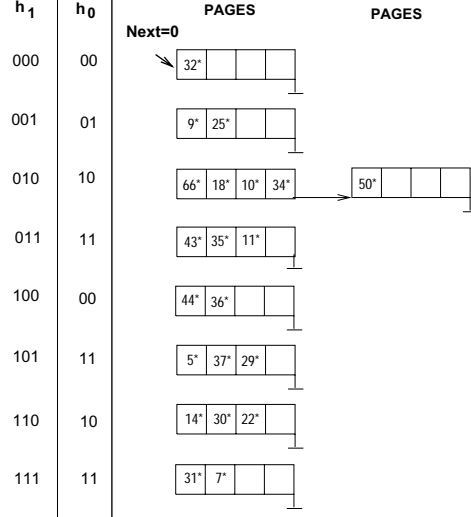 h1 h0 PAGES PAGES
Next=0
000 00 32*
001 01 9* 25*
010 10 66* 18* 10* 34* 50*
011 11 43* 35* 11*
100 00 44* 36*
101 11 5* 37* 29*
110 10 14* 30* 22*
111 11 31* 7*